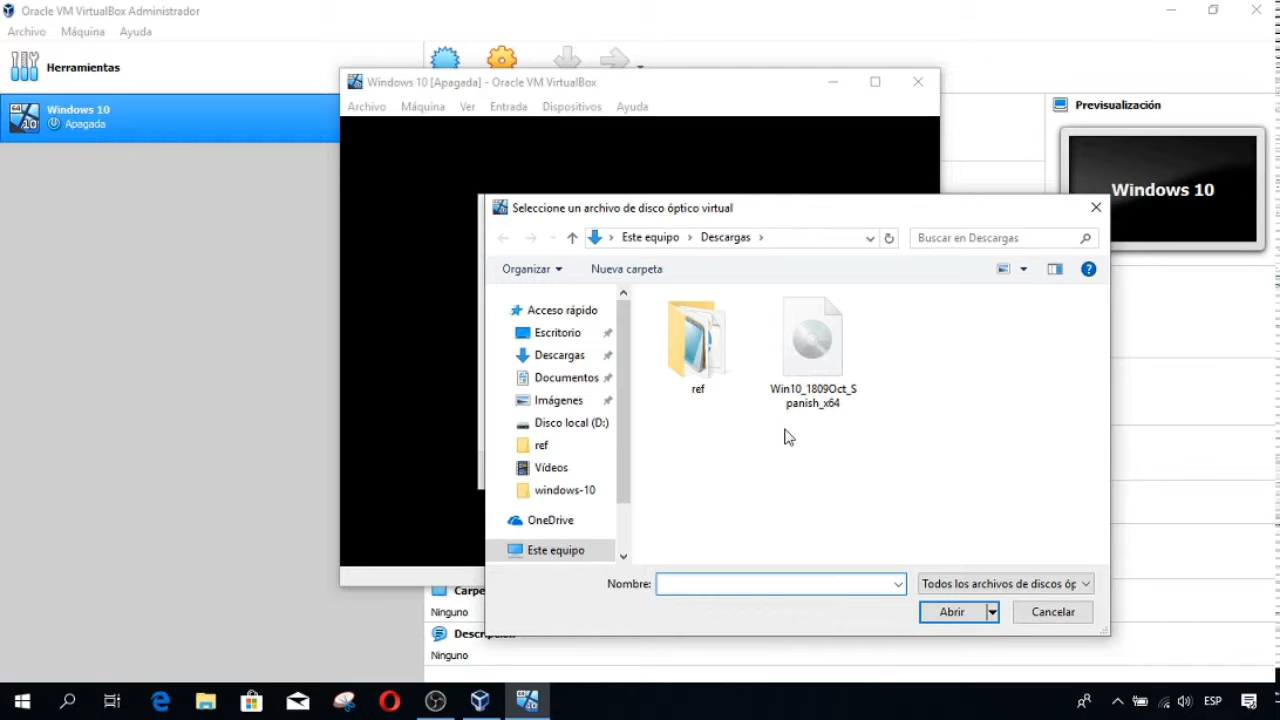 Oracle VM VirtualBox Administrador
Archivo Máquina Ayuda
Herramientas
Windows 10
Apagada
Windows 10 [Apagada] - Oracle VM VirtualBox
Archivo Máquina Ver Entrada Dispositivos Ayuda
Previsualización
Windows 10
Seleccione un archivo de disco óptico virtual
Este equipo > Descargas >
Buscar en Descargas
Organizar Nueva carpeta
Acceso rápido
Escritorio
Descargas
Documentos
Imágenes
Disco local (D:)
ref
Vídeos
windows-10
OneDrive
Este equipo
ref
Win10_1809Oct_S
panish_x64
Nombre:
Todos los archivos de discos óp
Abrir Cancelar
Carpe
Ninguno
Descri
Ninguno
ESP